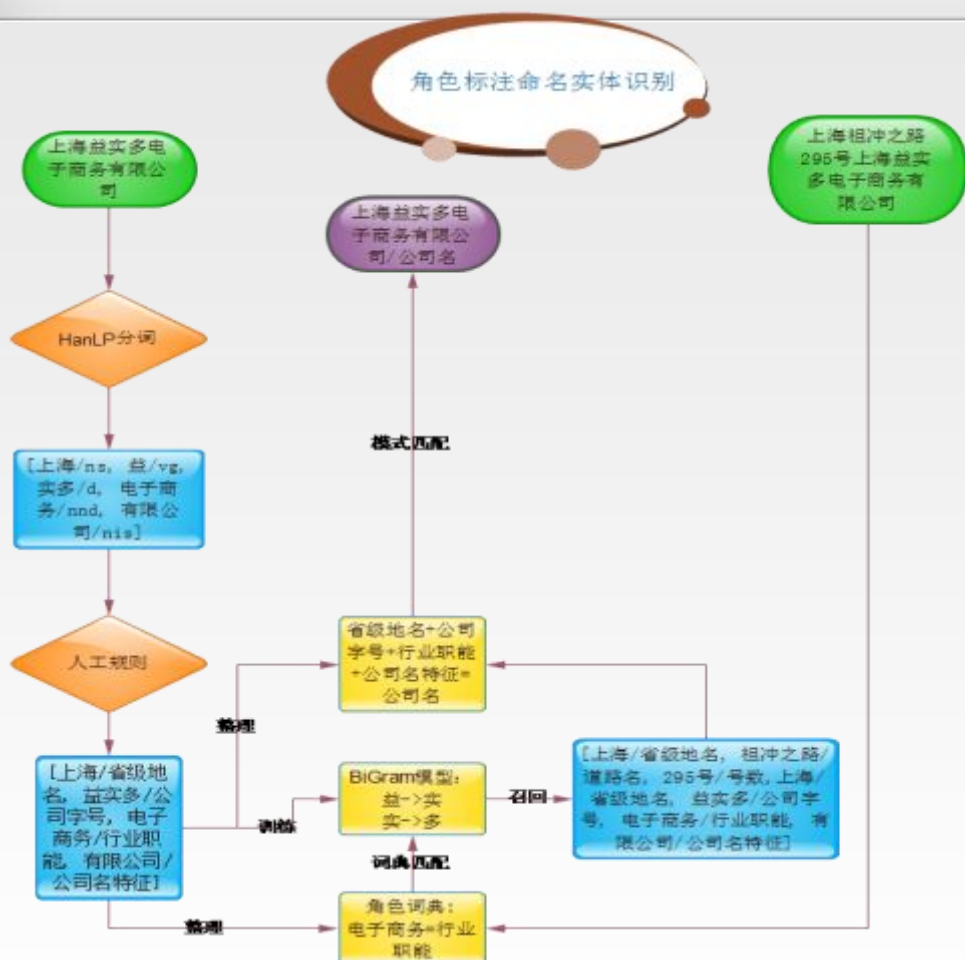 角色标注命名实体识别
上海益实多电
子商务有限公
司
上海祖冲之路
295号上海益实
多电子商务有
限公司
上海益实多电
子商务有限公
司/公司名
HanLP分词
模式匹配
[上海/ns, 益/vg,
实多/d, 电子商
务/nnd, 有限公
司/nis]
人工规则
省级地名+公司
字号+行业职能
+公司名特征=
公司名
整理
[上海/省级地
名, 益实多/公
司字号, 电子商
务/行业职
能, 有限公司/
公司名特征]
训练
BiGram模型:
益->实
实->多
召回
[上海/省级地名, 祖冲之路/
道路名, 295号/号数,上海/
省级地名, 益实多/公司字
号, 电子商务/行业职能, 有
限公司/公司名特征]
词典匹配
整理
角色词典:
电子商务=行业
职能